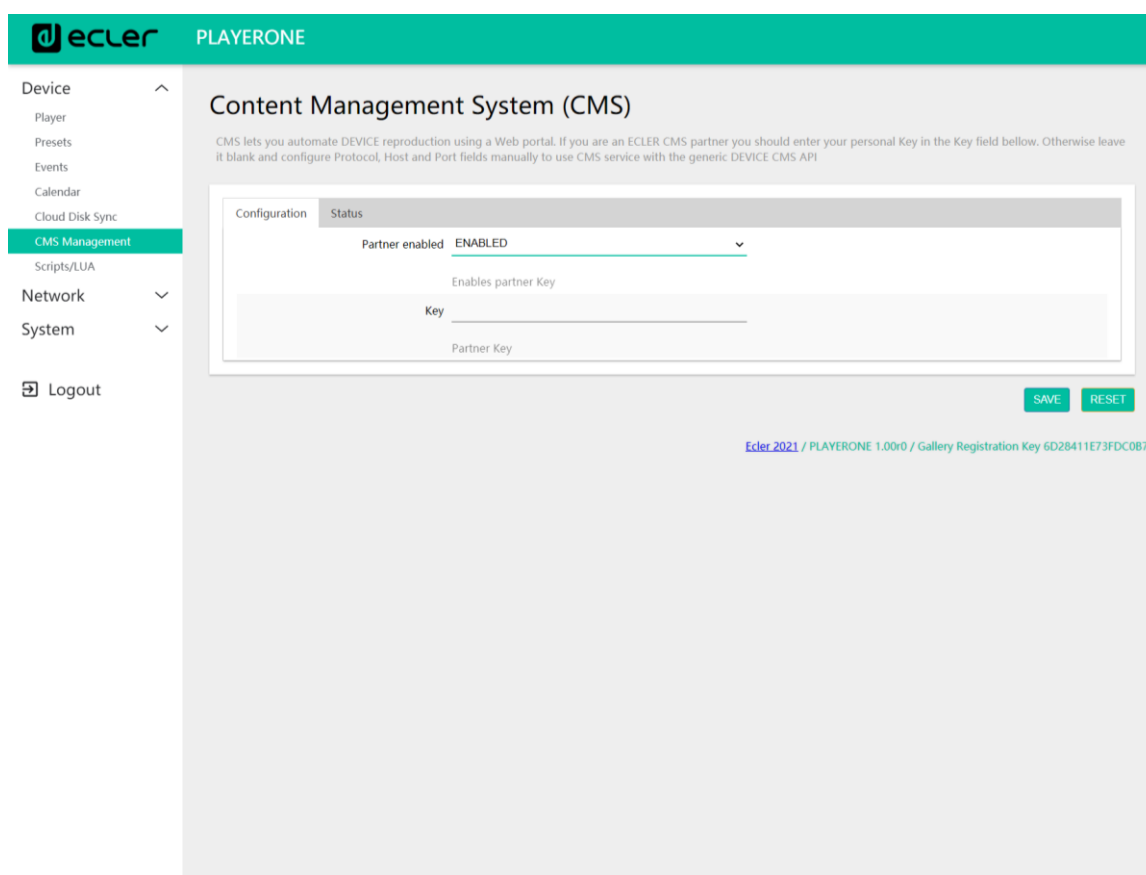 ecler
PLAYERONE
Device
Player
Presets
Events
Calendar
Cloud Disk Sync
CMS Management
Scripts/LUA
Network
System
Logout
Content Management System (CMS)
CMS lets you automate DEVICE reproduction using a Web portal. If you are an ECLER CMS partner you should enter your personal Key in the Key field bellow. Otherwise leave
it blank and configure Protocol, Host and Port fields manually to use CMS service with the generic DEVICE CMS API
Configuration Status
Partner enabled ENABLED
Enables partner Key
Key
Partner Key
SAVE RESET
Ecler 2021 / PLAYERONE 1.00r0 / Gallery Registration Key 6D28411E73FDC0B7